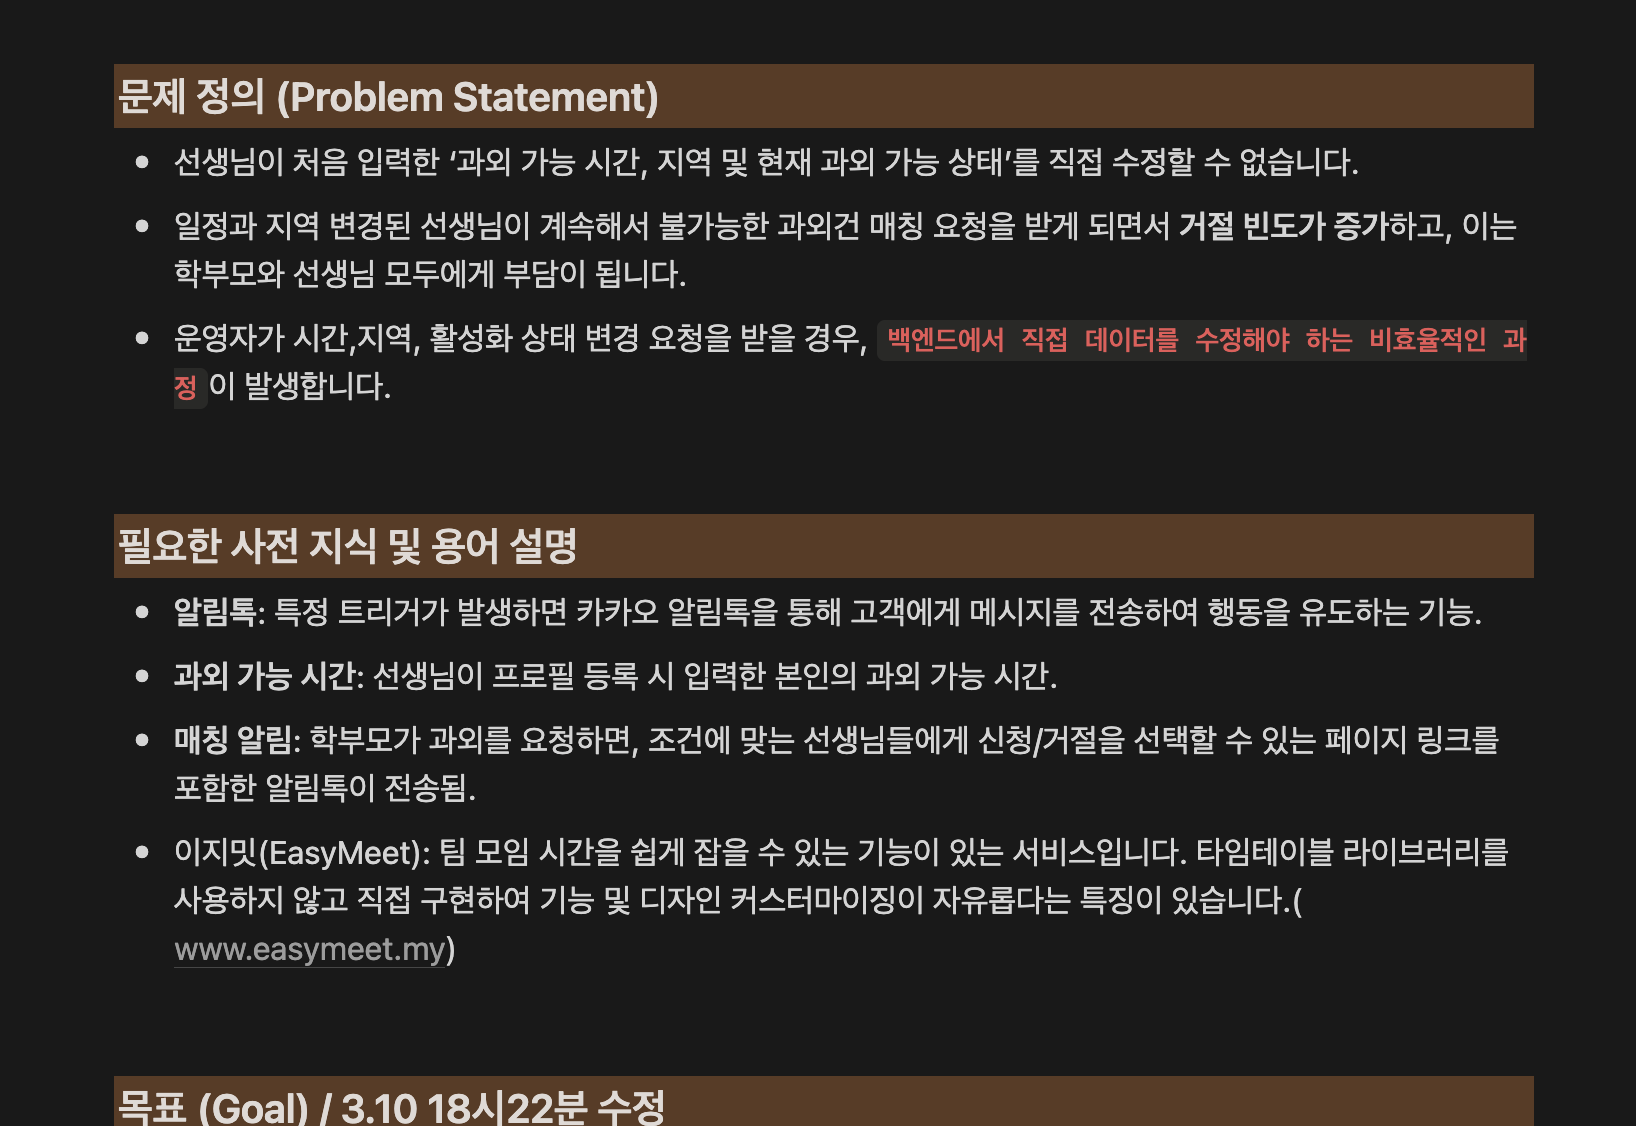 문제 정의 (Problem Statement)
선생님이 처음 입력한 ‘과외 가능 시간, 지역 및 현재 과외 가능 상태’를 직접 수정할 수 없습니다.
일정과 지역 변경된 선생님이 계속해서 불가능한 과외건 매칭 요청을 받게 되면서 거절 빈도가 증가하고, 이는
학부모와 선생님 모두에게 부담이 됩니다.
운영자가 시간,지역, 활성화 상태 변경 요청을 받을 경우, 백엔드에서 직접 데이터를 수정해야 하는 비효율적인 과
정이 발생합니다.
필요한 사전 지식 및 용어 설명
알림톡: 특정 트리거가 발생하면 카카오 알림톡을 통해 고객에게 메시지를 전송하여 행동을 유도하는 기능.
과외 가능 시간: 선생님이 프로필 등록 시 입력한 본인의 과외 가능 시간.
매칭 알림: 학부모가 과외를 요청하면, 조건에 맞는 선생님들에게 신청/거절을 선택할 수 있는 페이지 링크를
포함한 알림톡이 전송됨.
이지밋(EasyMeet): 팀 모임 시간을 쉽게 잡을 수 있는 기능이 있는 서비스입니다. 타임테이블 라이브러리를
사용하지 않고 직접 구현하여 기능 및 디자인 커스터마이징이 자유롭다는 특징이 있습니다.(
www.easymeet.my)
목표 (Goal) / 3.10 18시22분 수정